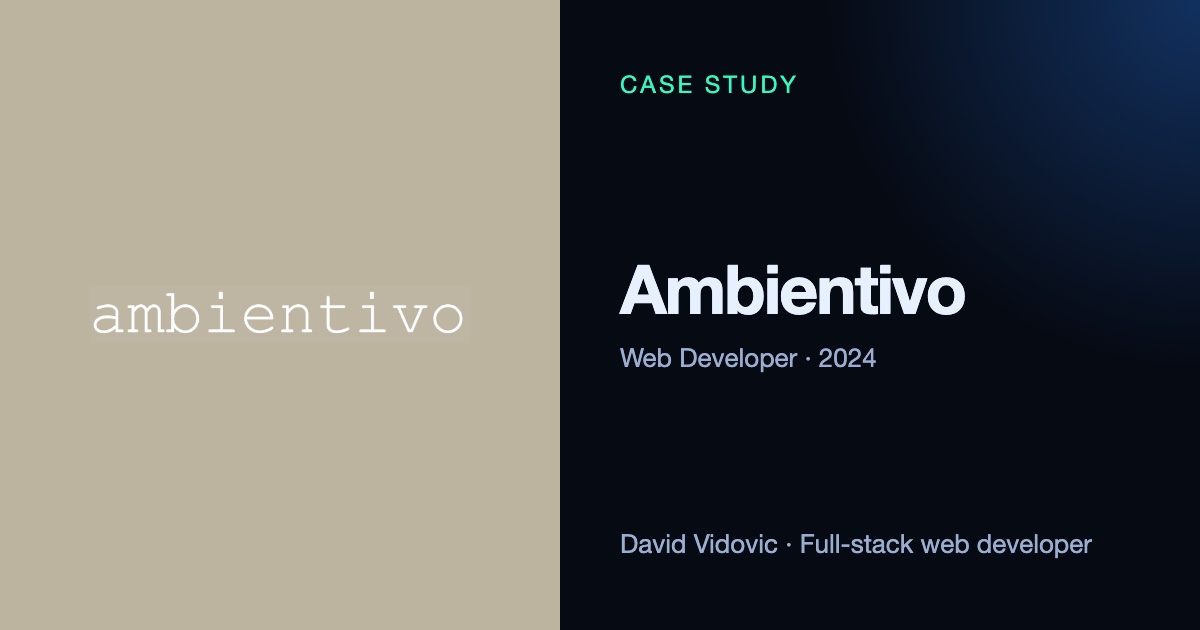 ambientivo
CASE STUDY
Ambientivo
Web Developer · 2024
David Vidovic · Full-stack web developer